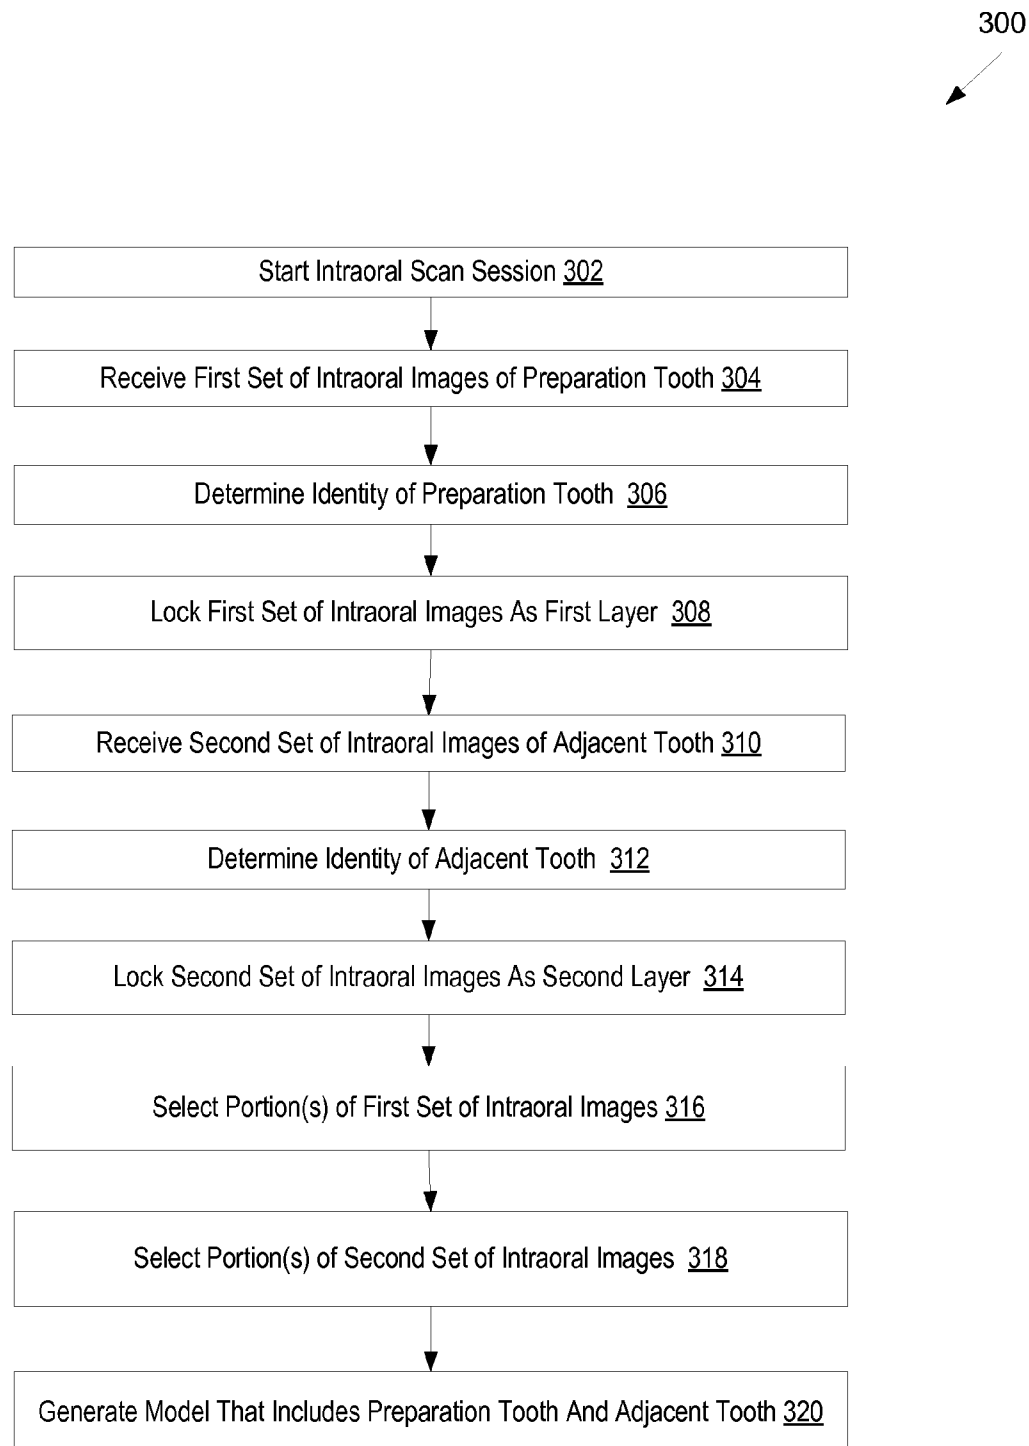 300
Start Intraoral Scan Session 302
Receive First Set of Intraoral Images of Preparation Tooth 304
Determine Identity of Preparation Tooth 306
Lock First Set of Intraoral Images As First Layer 308
Receive Second Set of Intraoral Images of Adjacent Tooth 310
Determine Identity of Adjacent Tooth 312
Lock Second Set of Intraoral Images As Second Layer 314
Select Portion(s) of First Set of Intraoral Images 316
Select Portion(s) of Second Set of Intraoral Images 318
Generate Model That Includes Preparation Tooth And Adjacent Tooth 320